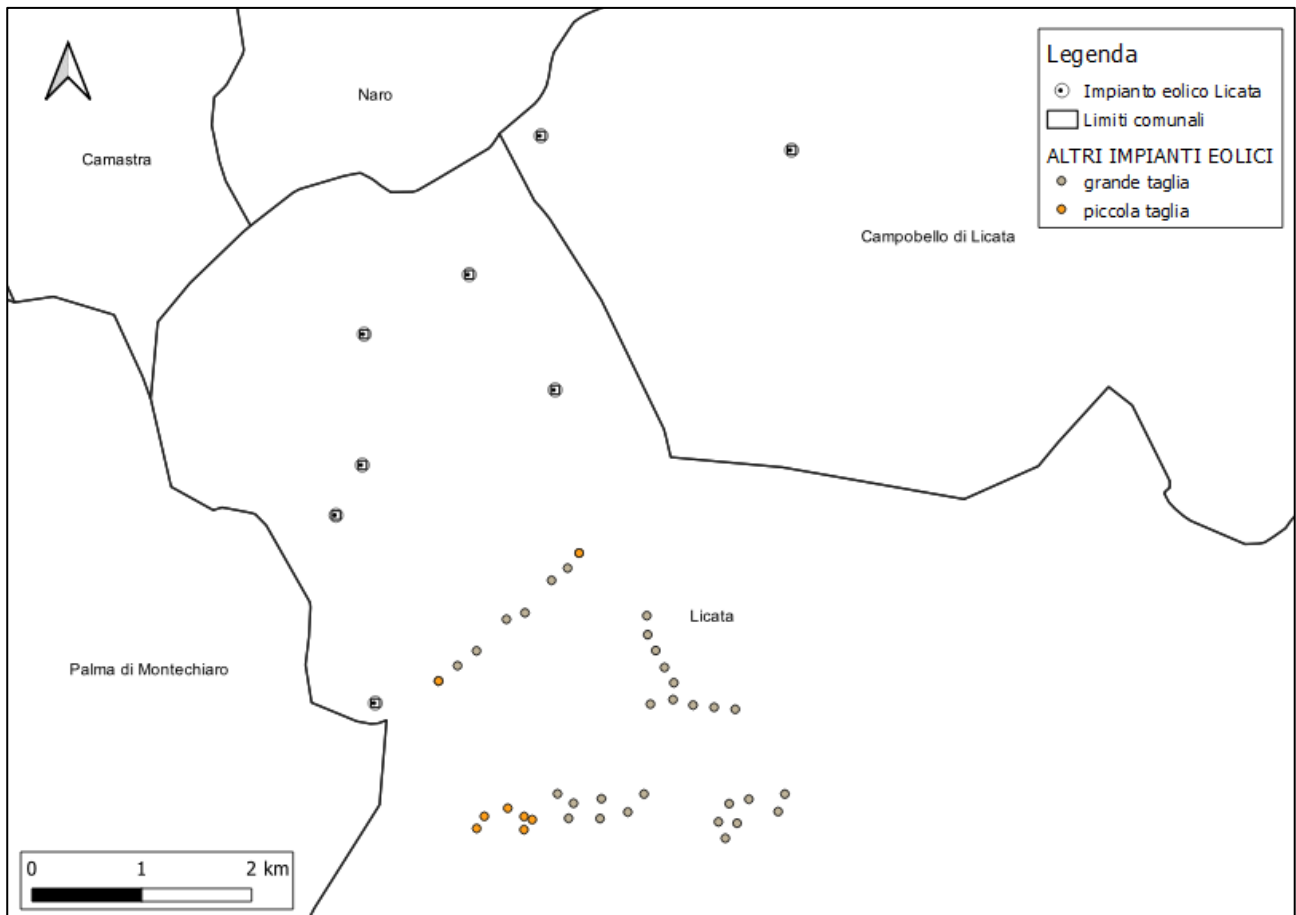 Legenda
Impianto eolico Licata
Limiti comunali
ALTRI IMPIANTI EOLICI
grande taglia
piccola taglia
Naro
Camastra
Campobello di Licata
Licata
Palma di Montechiaro
0 1 2 km